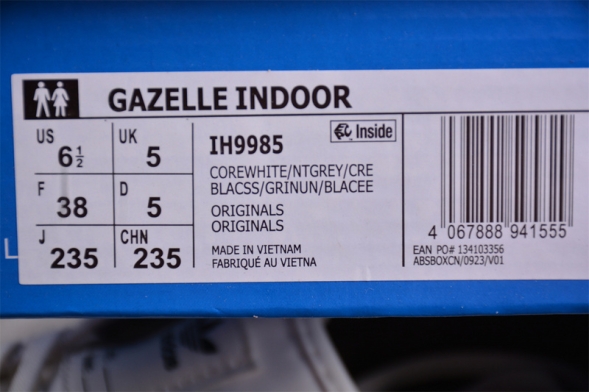 GAZELLE INDOOR
US 6½ UK 5
F 38 D 5
J 235 CHN 235
IH9985
Inside
COREWHITE/NTGREY/CRE
BLACSS/GRINUN/BLACEE
ORIGINALS
ORIGINALS
MADE IN VIETNAM
FABRIQUÉ AU VIETNA
4 067888 941555
EAN PO# 134103356
ABSBOXCN/0923/V01
L